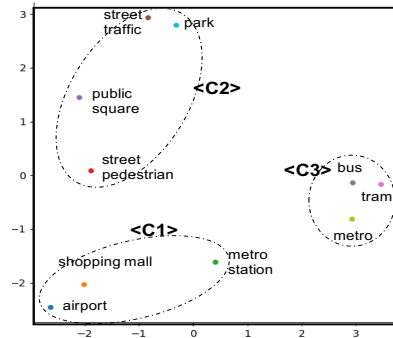 3
2
1
0
−1
−2
−2
−1
0
1
2
3
street
traffic
park
<C2>
public
square
street
pedestrian
<C3>
bus
tram
metro
<C1>
shopping mall
metro
station
airport